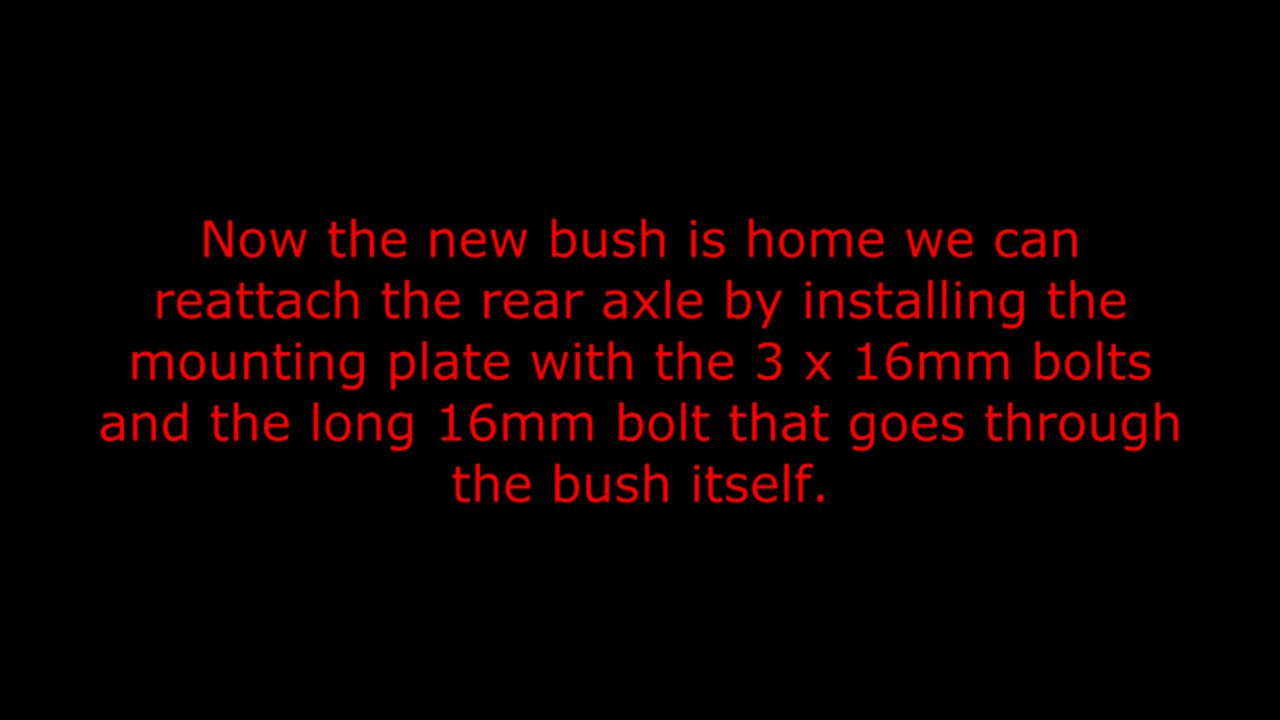 Now the new bush is home we can
reattach the rear axle by installing the
mounting plate with the 3 x 16mm bolts
and the long 16mm bolt that goes through
the bush itself.